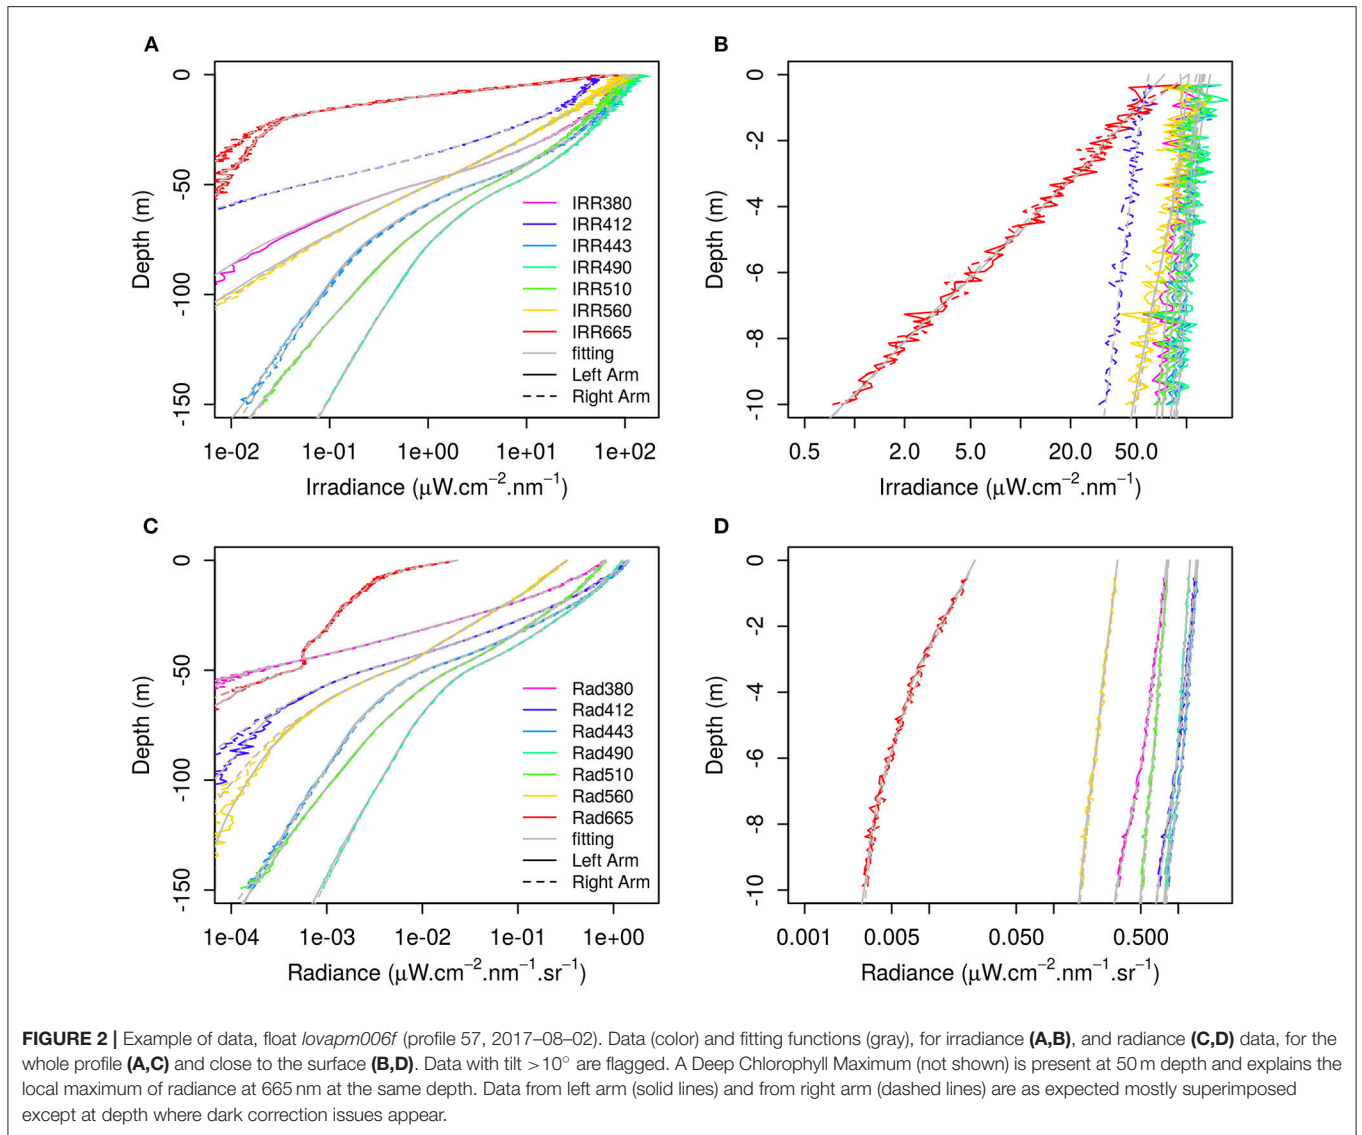 A
0
-50
-100
-150
Depth (m)
IRR380
IRR412
IRR443
IRR490
IRR510
IRR560
IRR665
fitting
Left Arm
Right Arm
1e-02 1e-01 1e+00 1e+01 1e+02
Irradiance (μW.cm−2.nm−1)
B
0
-2
-4
-6
-8
-10
Depth (m)
0.5 2.0 5.0 20.0 50.0
Irradiance (μW.cm−2.nm−1)
C
0
-50
-100
-150
Depth (m)
Rad380
Rad412
Rad443
Rad490
Rad510
Rad560
Rad665
fitting
Left Arm
Right Arm
1e-04 1e-03 1e-02 1e-01 1e+00
Radiance (μW.cm−2.nm−1.sr−1)
D
0
-2
-4
-6
-8
-10
Depth (m)
0.001 0.005 0.050 0.500
Radiance (μW.cm−2.nm−1.sr−1)
FIGURE 2 | Example of data, float lovapm006f (profile 57, 2017–08–02). Data (color) and fitting functions (gray), for irradiance (A,B), and radiance (C,D) data, for the
whole profile (A,C) and close to the surface (B,D). Data with tilt >10° are flagged. A Deep Chlorophyll Maximum (not shown) is present at 50 m depth and explains the
local maximum of radiance at 665 nm at the same depth. Data from left arm (solid lines) and from right arm (dashed lines) are as expected mostly superimposed
except at depth where dark correction issues appear.